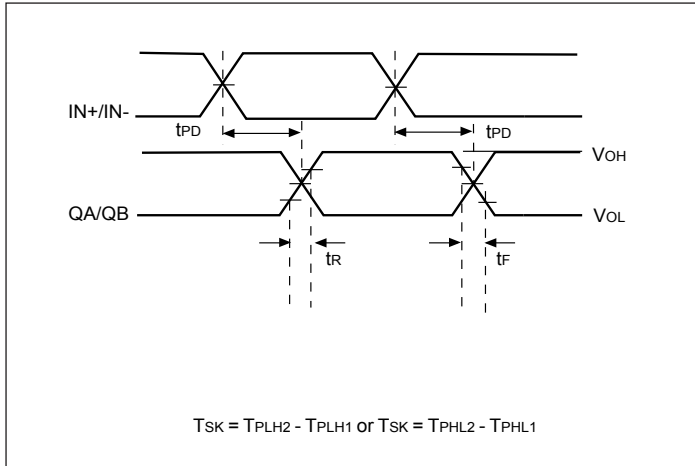 IN+/IN-
tPD
tPD
VOH
QA/QB
VOL
tR
tF
TSK = TPLH2 - TPLH1 or TSK = TPHL2 - TPHL1